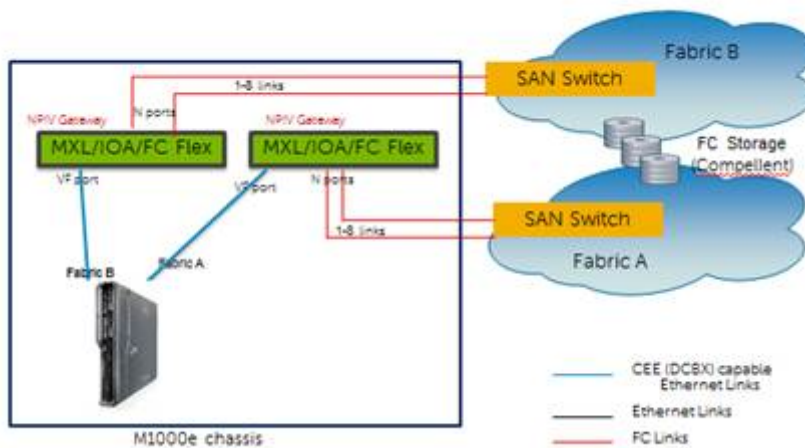 Fabric B
SAN Switch
1-8 links
N ports
NPIV Gateway
NPIV Gateway
MXL/IOA/FC Flex
MXL/IOA/FC Flex
FC Storage
(Compellent)
VF port
VF port
N ports
SAN Switch
1-8 links
Fabric B
Fabric A
Fabric A
CEE (DCBX) capable
Ethernet Links
Ethernet Links
FC Links
M1000e chassis